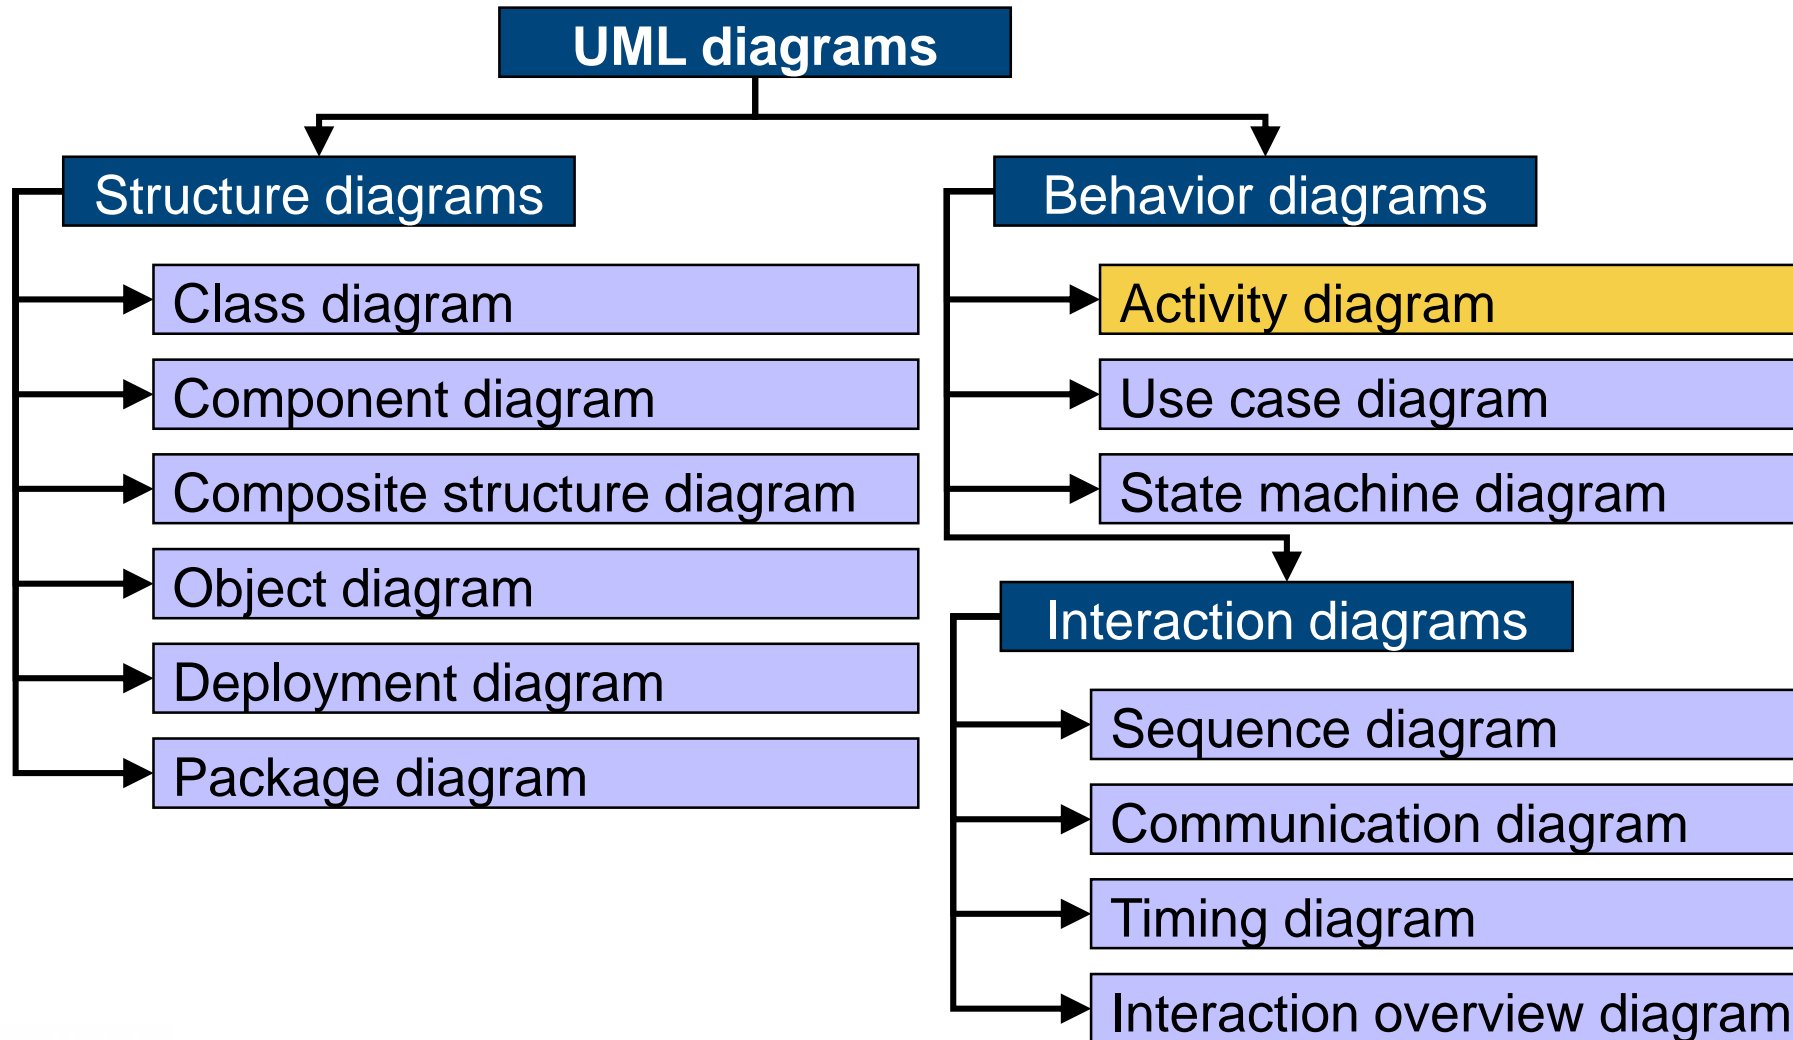 UML diagrams
Structure diagrams
Class diagram
Component diagram
Composite structure diagram
Object diagram
Deployment diagram
Package diagram
Behavior diagrams
Activity diagram
Use case diagram
State machine diagram
Interaction diagrams
Sequence diagram
Communication diagram
Timing diagram
Interaction overview diagram